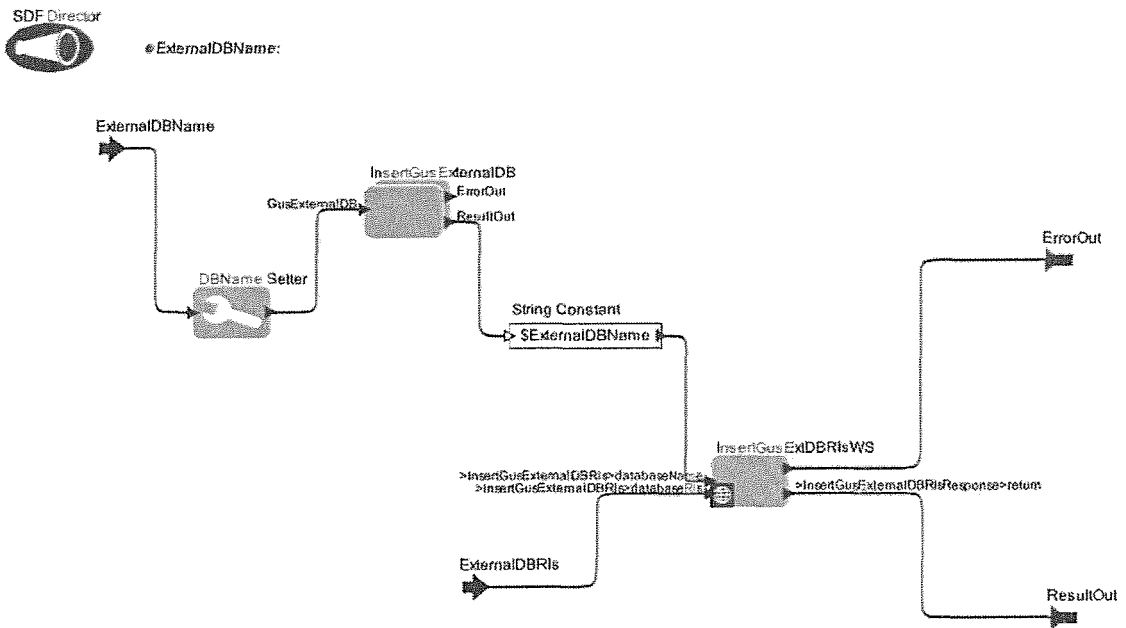 SDF Director
ExternalDBName:
ExternalDBName
InsertGusExternalDB
ErrorOut
GusExternalDB
ResultOut
ErrorOut
DBName Setter
String Constant
$ExternalDBName
InsertGusExtDBRlsWS
>InsertGusExternalDBRls>databaseName
>InsertGusExternalDBRls>databaseRls
>InsertGusExternalDBRlsResponse>return
ExternalDBRls
ResultOut